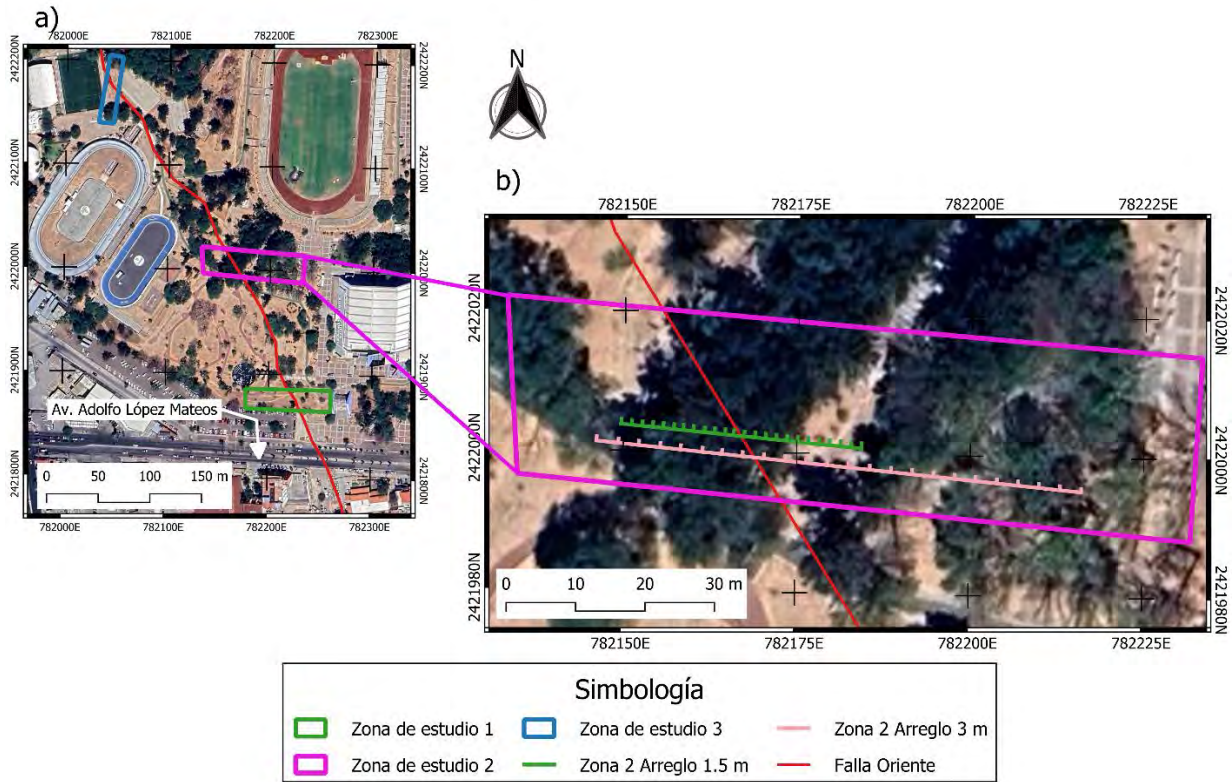 a)
782000E 782100E 782200E 782300E
2422200N
2422200N
2422100N
2422100N
2422000N
2422000N
2421900N
2421900N
2421800N
2421800N
Av. Adolfo López Mateos
0 50 100 150 m
782000E 782100E 782200E 782300E
N
b)
782150E 782175E 782200E 782225E
2422020N
2422020N
2422000N
2422000N
2421980N
2421980N
0 10 20 30 m
782150E 782175E 782200E 782225E
Simbología
Zona de estudio 1 Zona de estudio 3 Zona 2 Arreglo 3 m
Zona de estudio 2 Zona 2 Arreglo 1.5 m Falla Oriente